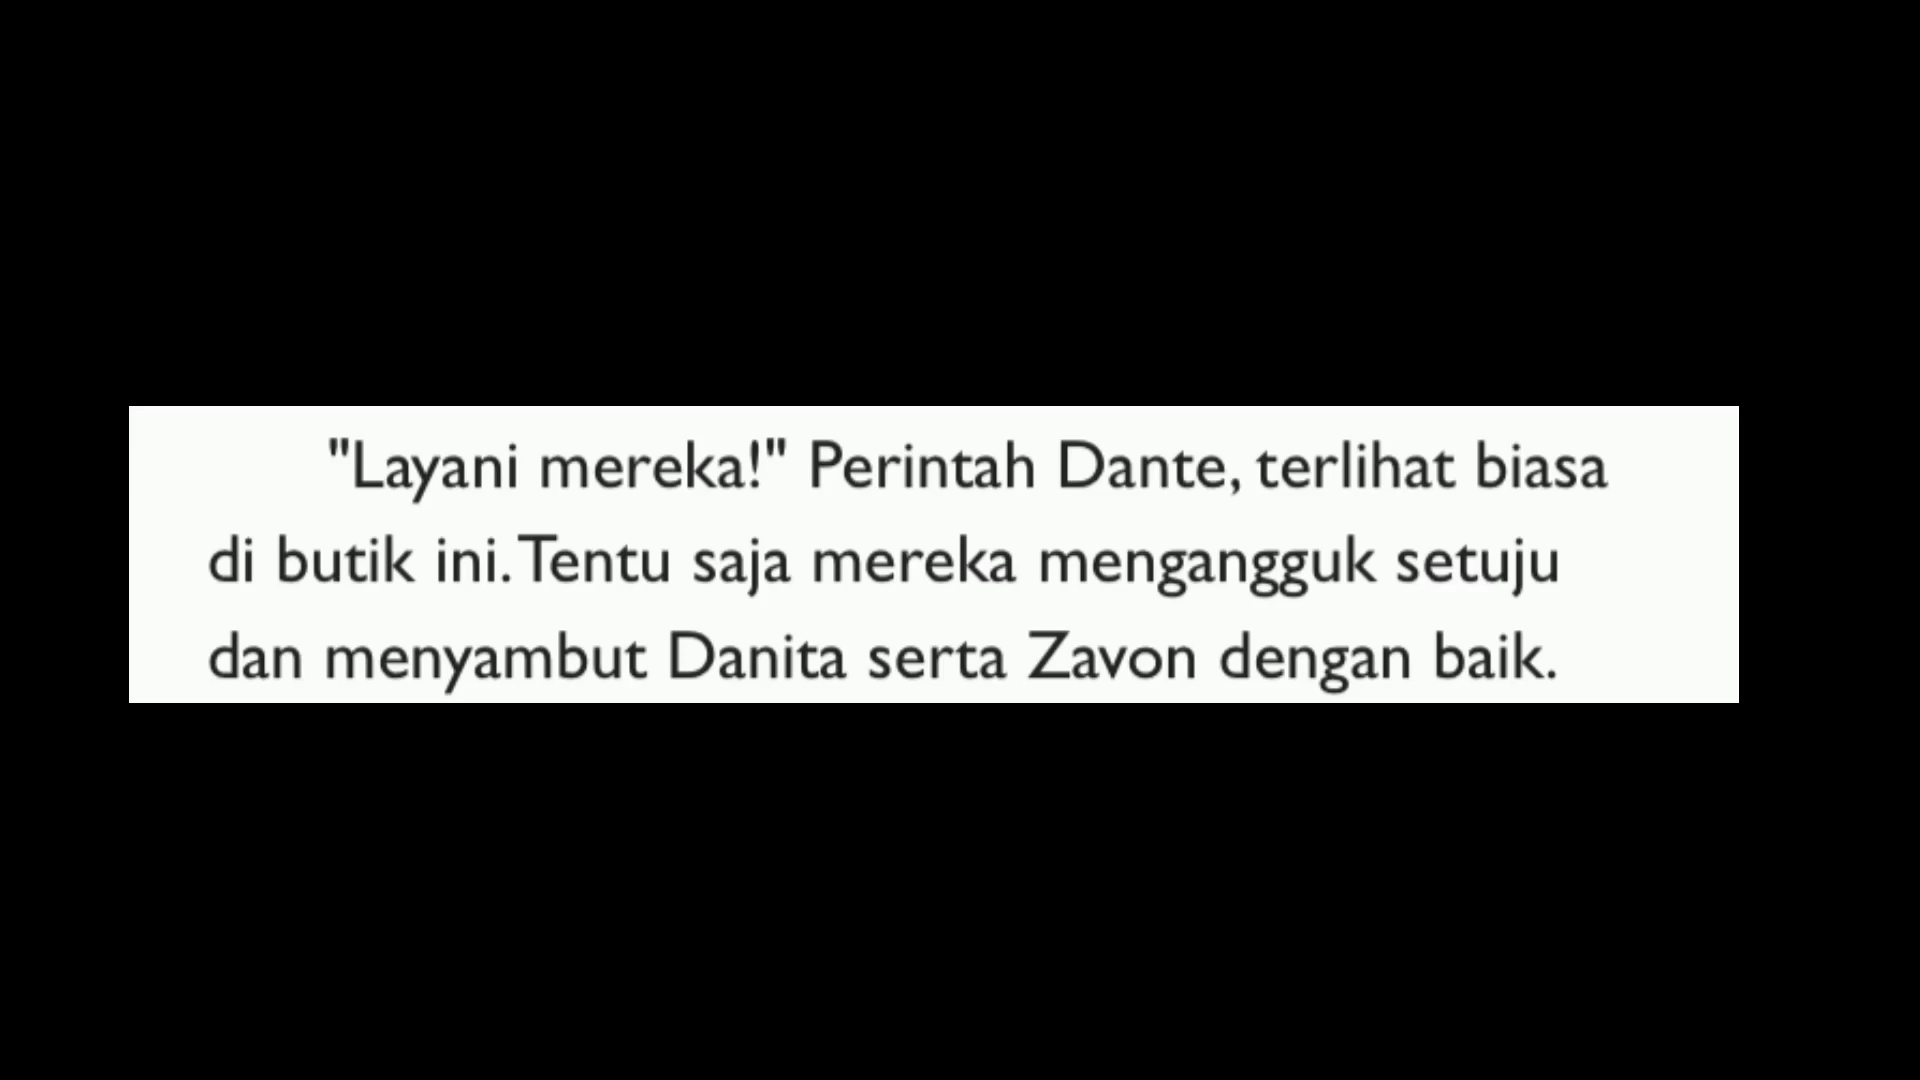 "Layani mereka!" Perintah Dante, terlihat biasa
di butik ini. Tentu saja mereka mengangguk setuju
dan menyambut Danita serta Zavon dengan baik.